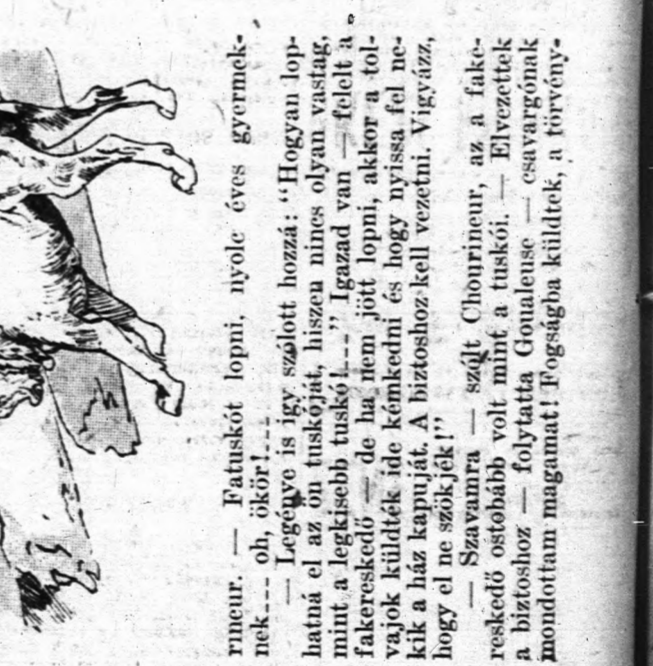 rineur. — Fatuskót lopni, nyolc éves gyermek-
nek--- oh, ökör!---
— Legénye is így szólott hozzá: "Hogyan lop-
hatná el az ön tuskóját, hiszen nincs olyan vastag,
mint a legkisebb tuskó!---" Igazad van — felelt a
fakereskedő — de ha nem jött lopni, akkor a tol-
vajok küldték ide kémkedni és hogy nyissa fel ne-
kik a ház kapuját. A biztoshoz kell vezetni. Vigyázz,
hogy el ne szökjék!"
— Szavamra — szólt Chourineur, az a fake-
reskedő ostobább volt mint a tuskói. — Elvezettek
a biztoshoz — folytatta Goualeuse — csavargónak
mondottam magamat! Fogságba küldtek, a törvény-